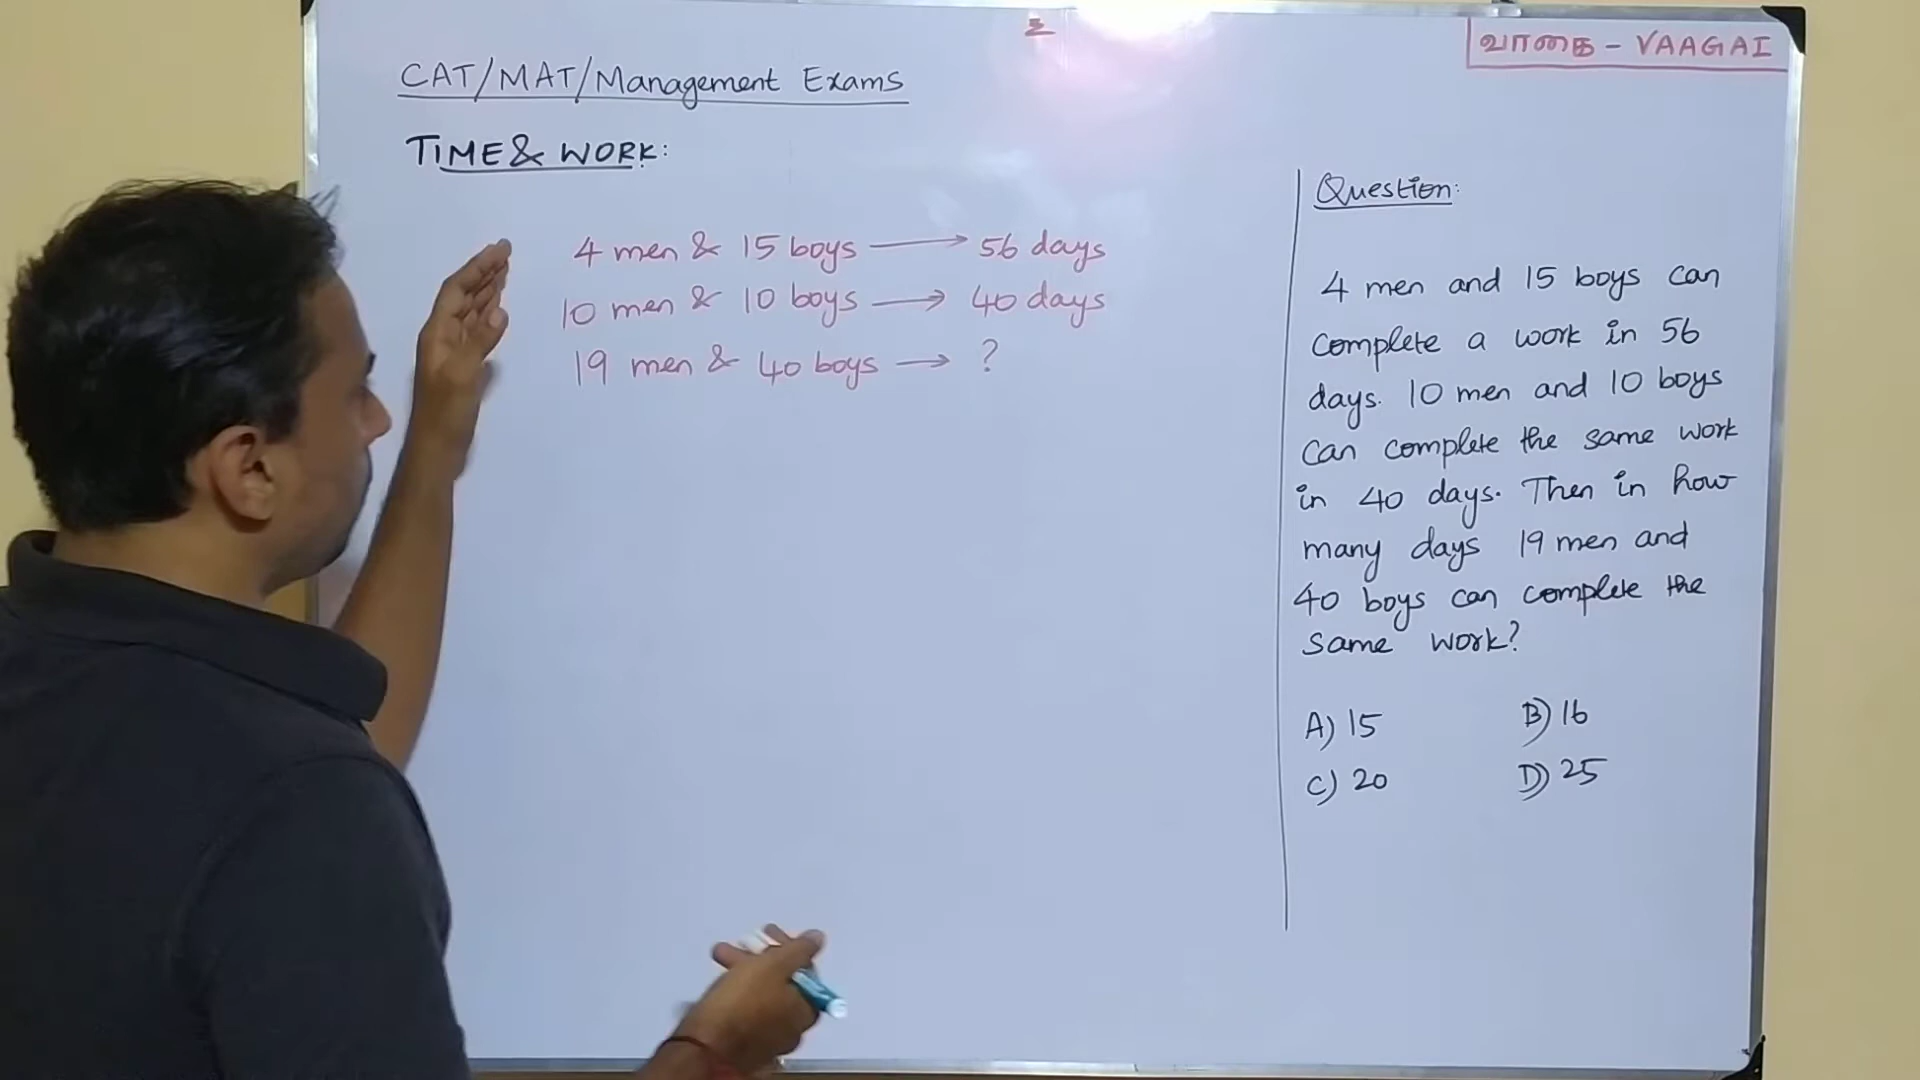 வாகை - VAAGAI
CAT/MAT/Management Exams
TIME & WORK:
4 men & 15 boys → 56 days
10 men & 10 boys → 40 days
19 men & 40 boys → ?
Question:
4 men and 15 boys can
complete a work in 56
days. 10 men and 10 boys
can complete the same work
in 40 days. Then in how
many days 19 men and
40 boys can complete the
same work?
A) 15 B) 16
C) 20 D) 25